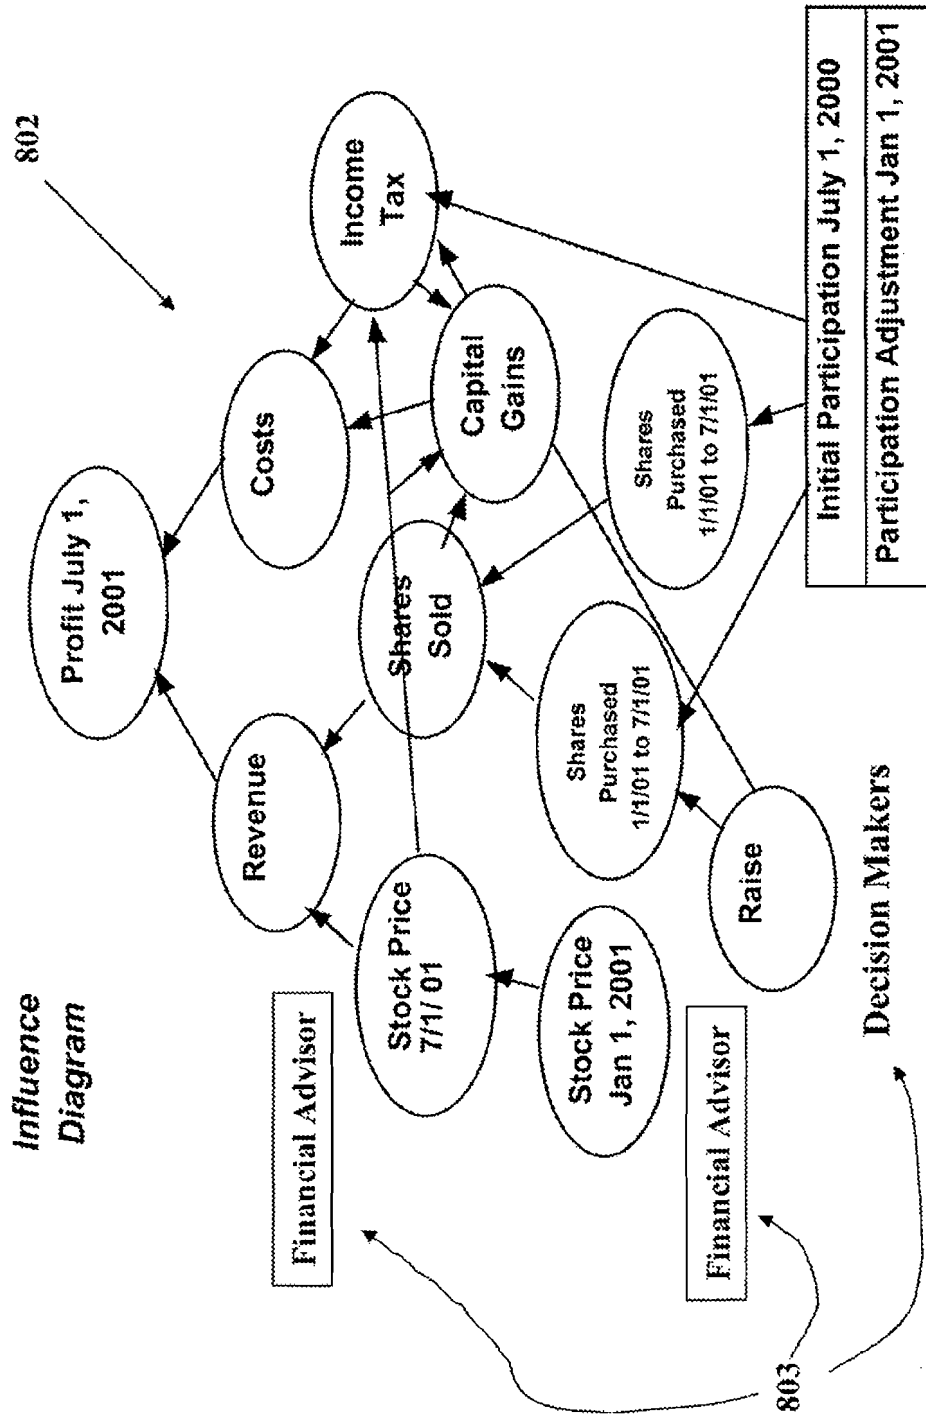 Influence
Diagram
802
Profit July 1,
2001
Revenue
Costs
Income
Tax
Financial Advisor
Stock Price
7/1/ 01
Shares
Sold
Capital
Gains
Stock Price
Jan 1, 2001
Shares
Purchased
1/1/01 to 7/1/01
Shares
Purchased
1/1/01 to 7/1/01
Financial Advisor
Raise
803
Decision Makers
Initial Participation July 1, 2000
Participation Adjustment Jan 1, 2001